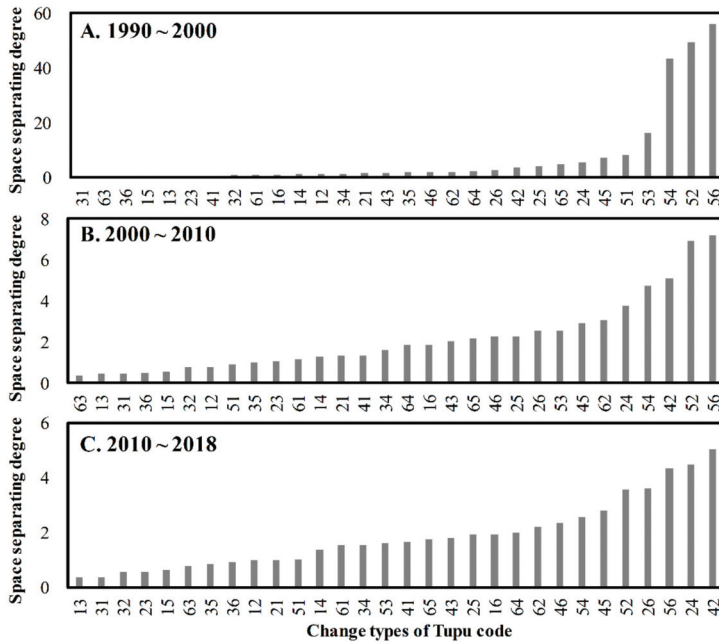 Space separating degree
A. 1990 ~ 2000
60
40
20
0
31 63 36 15 13 23 41 32 61 16 14 12 34 21 43 35 46 62 64 26 42 25 65 24 45 51 53 54 52 56
Space separating degree
B. 2000 ~ 2010
8
6
4
2
0
63 13 31 36 15 32 12 51 35 23 61 14 21 41 34 64 16 43 65 46 25 26 53 45 62 24 54 42 52 56
Space separating degree
C. 2010 ~ 2018
6
4
2
0
13 31 32 23 15 63 35 36 12 21 51 14 61 34 53 41 65 43 25 16 64 62 46 54 45 52 26 56 24 42
Change types of Tupu code